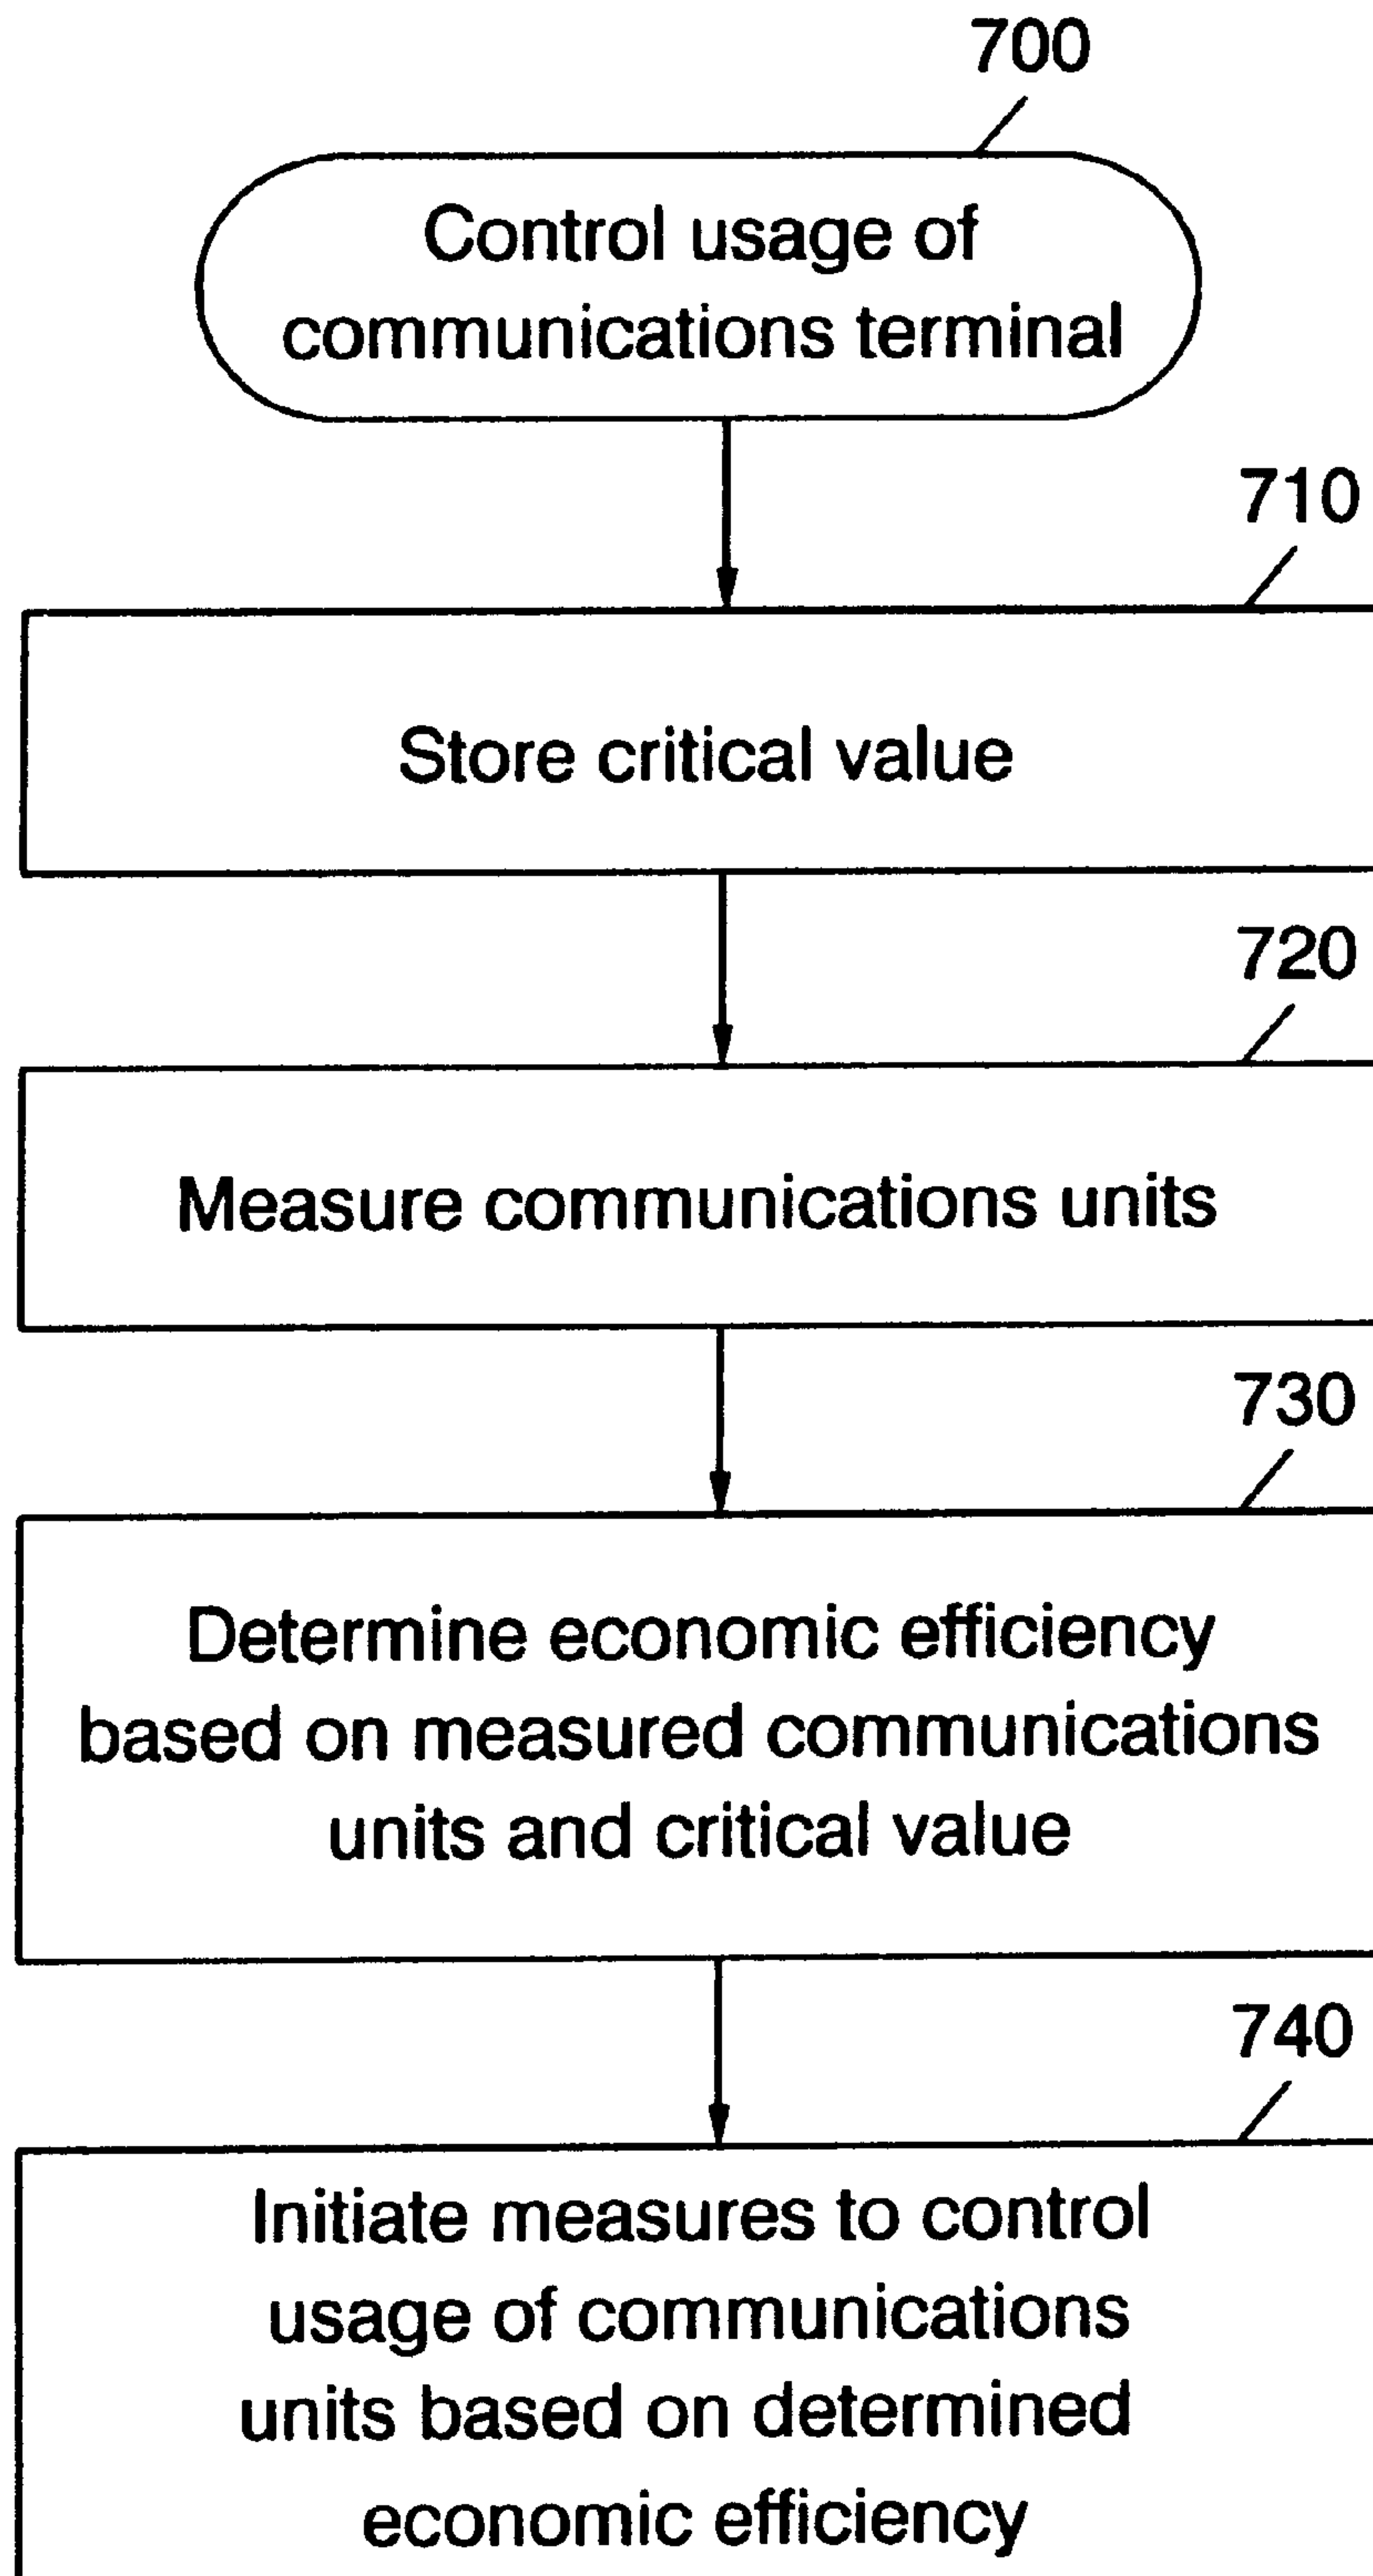 700
Control usage of
communications terminal
710
Store critical value
720
Measure communications units
730
Determine economic efficiency
based on measured communications
units and critical value
740
Initiate measures to control
usage of communications
units based on determined
economic efficiency